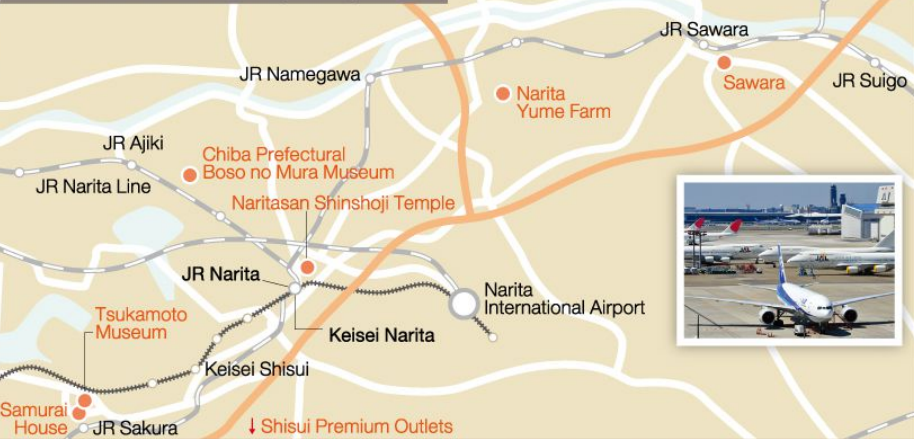 JR Sawara
JR Namegawa
Sawara
JR Suigo
Narita
Yume Farm
JR Ajiki
Chiba Prefectural
Boso no Mura Museum
JR Narita Line
Naritasan Shinshoji Temple
JR Narita
Narita
International Airport
Tsukamoto
Museum
Keisei Narita
Keisei Shisui
Samurai
House
JR Sakura
↓ Shisui Premium Outlets
JAL